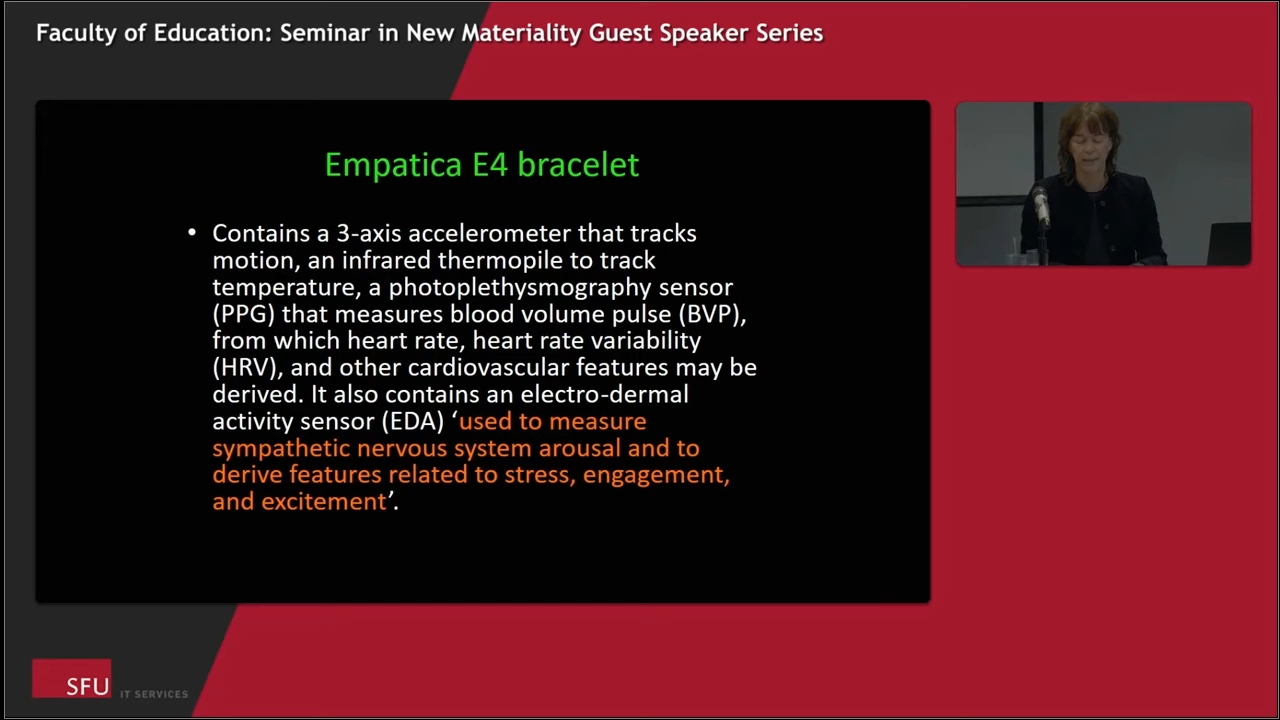 Faculty of Education: Seminar in New Materiality Guest Speaker Series
Empatica E4 bracelet
• Contains a 3-axis accelerometer that tracks
motion, an infrared thermopile to track
temperature, a photoplethysmography sensor
(PPG) that measures blood volume pulse (BVP),
from which heart rate, heart rate variability
(HRV), and other cardiovascular features may be
derived. It also contains an electro-dermal
activity sensor (EDA) ‘used to measure
sympathetic nervous system arousal and to
derive features related to stress, engagement,
and excitement’.
SFU IT SERVICES